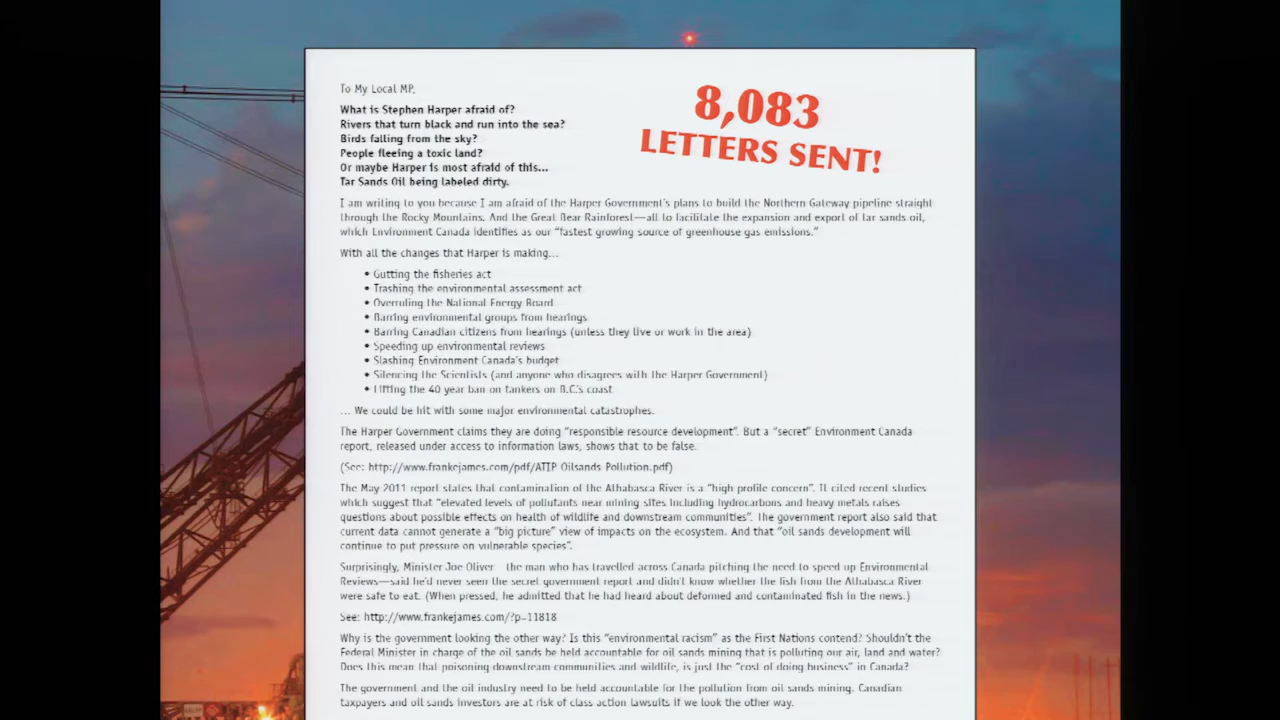 To My Local MP,
8,083
LETTERS SENT!
What is Stephen Harper afraid of?
Rivers that turn black and run into the sea?
Birds falling from the sky?
People fleeing a toxic land?
Or maybe Harper is most afraid of this...
Tar Sands Oil being labeled dirty.
I am writing to you because I am afraid of the Harper Government's plans to build the Northern Gateway pipeline straight
through the Rocky Mountains. And the Great Bear Rainforest—all to facilitate the expansion and export of tar sands oil,
which Environment Canada identifies as our "fastest growing source of greenhouse gas emissions."
With all the changes that Harper is making...
• Gutting the fisheries act
• Trashing the environmental assessment act
• Overruling the National Energy Board
• Barring environmental groups from hearings
• Barring Canadian citizens from hearings (unless they live or work in the area)
• Speeding up environmental reviews
• Slashing Environment Canada's budget
• Silencing the Scientists (and anyone who disagrees with the Harper Government)
• Lifting the 40 year ban on tankers on B.C.'s coast
... We could be hit with some major environmental catastrophes.
The Harper Government claims they are doing "responsible resource development". But a "secret" Environment Canada
report, released under access to information laws, shows that to be false.
(See: http://www.frankejames.com/pdf/ATIP_Oilsands_Pollution.pdf)
The May 2011 report states that contamination of the Athabasca River is a "high profile concern". It cited recent studies
which suggest that "elevated levels of pollutants near mining sites including hydrocarbons and heavy metals raises
questions about possible effects on health of wildlife and downstream communities". The government report also said that
current data cannot generate a "big picture" view of impacts on the ecosystem. And that "oil sands development will
continue to put pressure on vulnerable species".
Surprisingly, Minister Joe Oliver—the man who has travelled across Canada pitching the need to speed up Environmental
Reviews—said he'd never seen the secret government report and didn't know whether the fish from the Athabasca River
were safe to eat. (When pressed, he admitted that he had heard about deformed and contaminated fish in the news.)
See: http://www.frankejames.com/?p=11818
Why is the government looking the other way? Is this "environmental racism" as the First Nations contend? Shouldn't the
Federal Minister in charge of the oil sands be held accountable for oil sands mining that is polluting our air, land and water?
Does this mean that poisoning downstream communities and wildlife, is just the "cost of doing business" in Canada?
The government and the oil industry need to be held accountable for the pollution from oil sands mining. Canadian
taxpayers and oil sands investors are at risk of class action lawsuits if we look the other way.